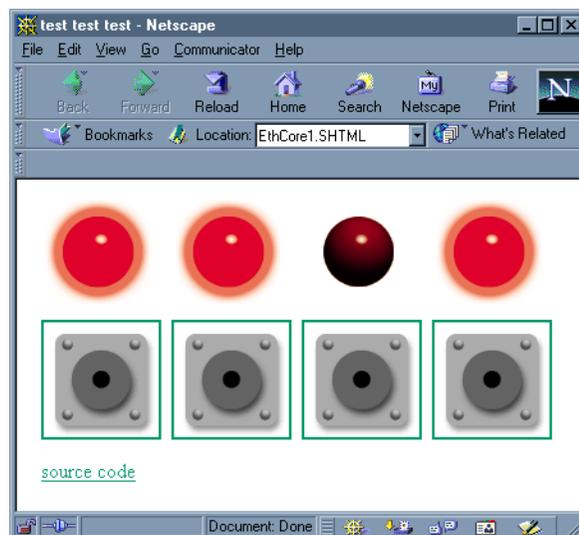 test test test - Netscape
File Edit View Go Communicator Help
Back Forward Reload Home Search Netscape Print N
My
Bookmarks Location: EthCore1.SHTML What's Related
source code
Document: Done